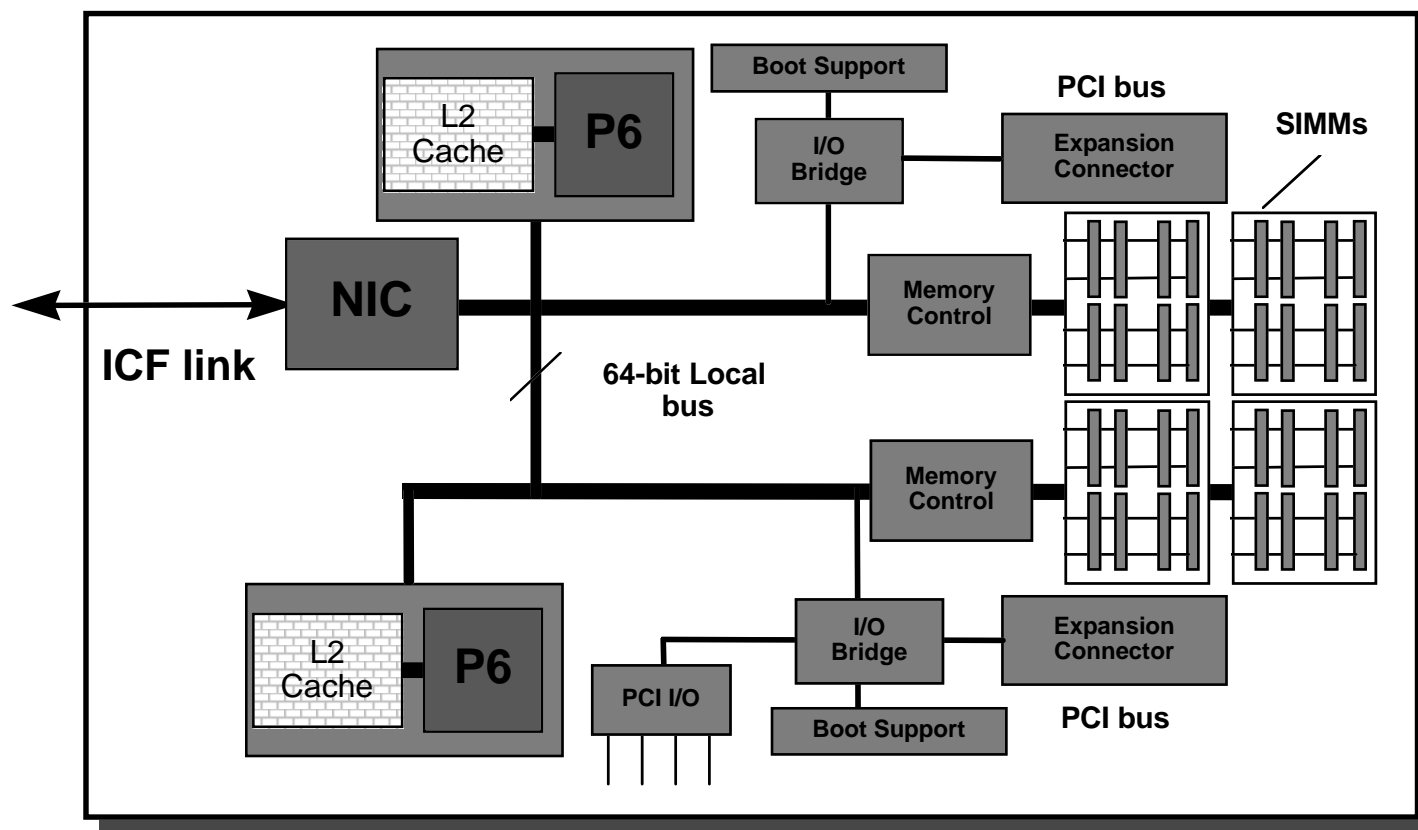 Boot Support
PCI bus
L2
Cache
P6
I/O
Bridge
Expansion
Connector
SIMMs
NIC
Memory
Control
ICF link
64-bit Local
bus
Memory
Control
L2
Cache
P6
I/O
Bridge
Expansion
Connector
PCI I/O
Boot Support
PCI bus